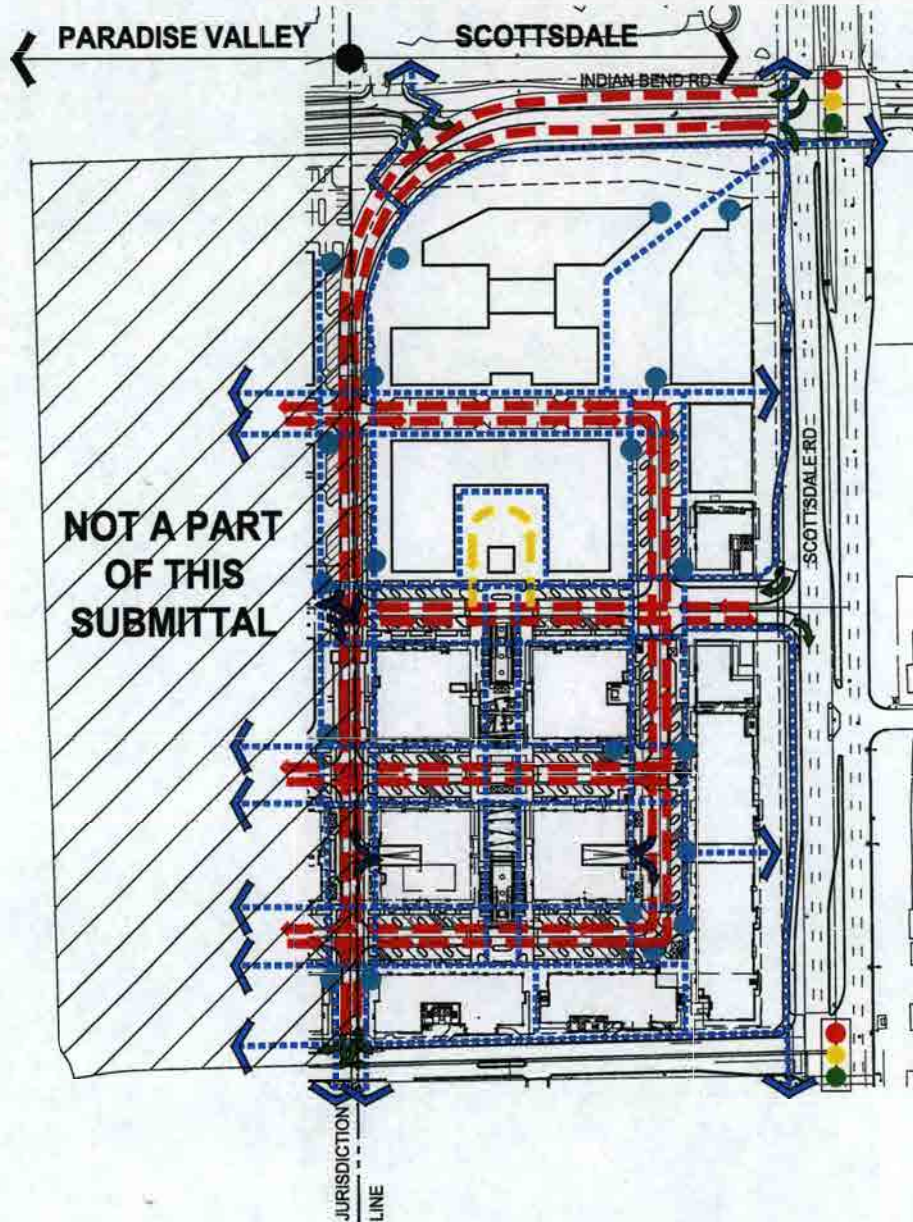 PARADISE VALLEY
SCOTTSDALE
INDIAN BEND RD
NOT A PART
OF THIS
SUBMITTAL
SCOTTSDALE RD
JURISDICTION
LINE